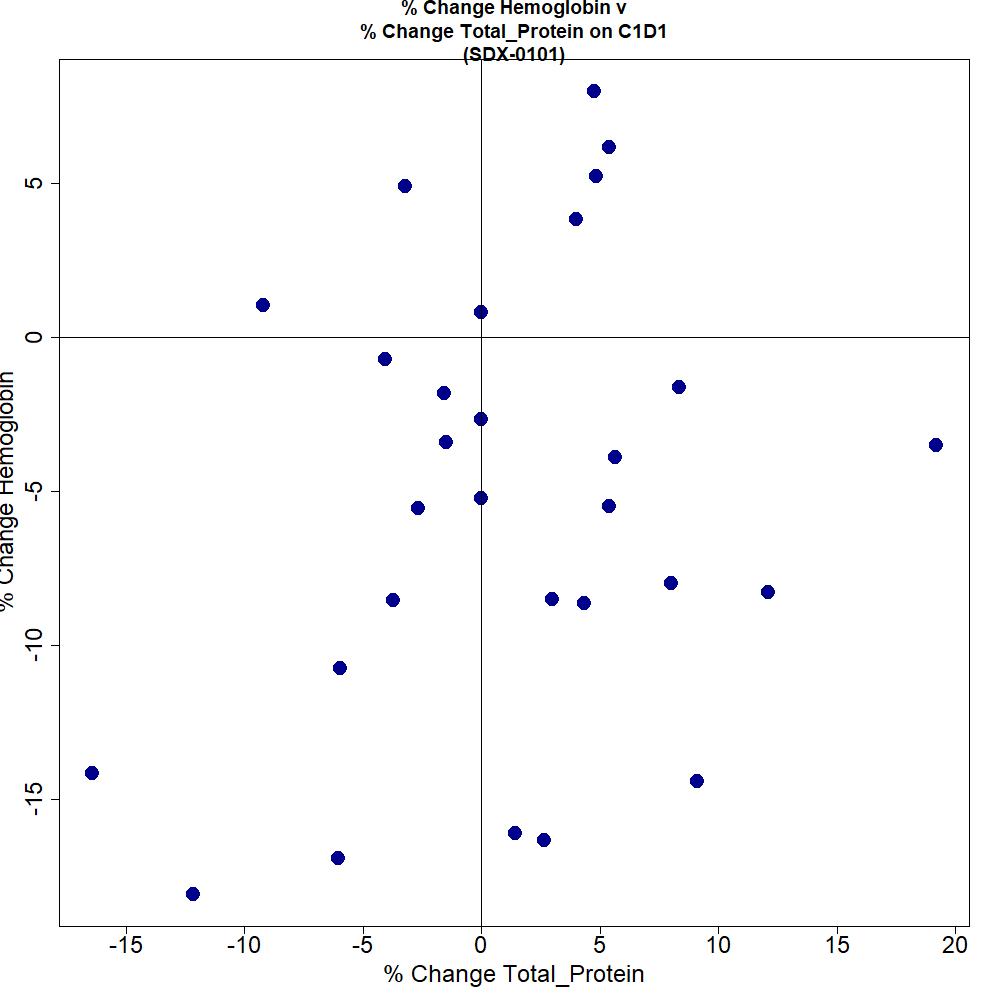 % Change Hemoglobin v
% Change Total_Protein on C1D1
(SDX-0101)
% Change Hemoglobin
5
0
-5
-10
-15
-15
-10
-5
0
5
10
15
20
% Change Total_Protein